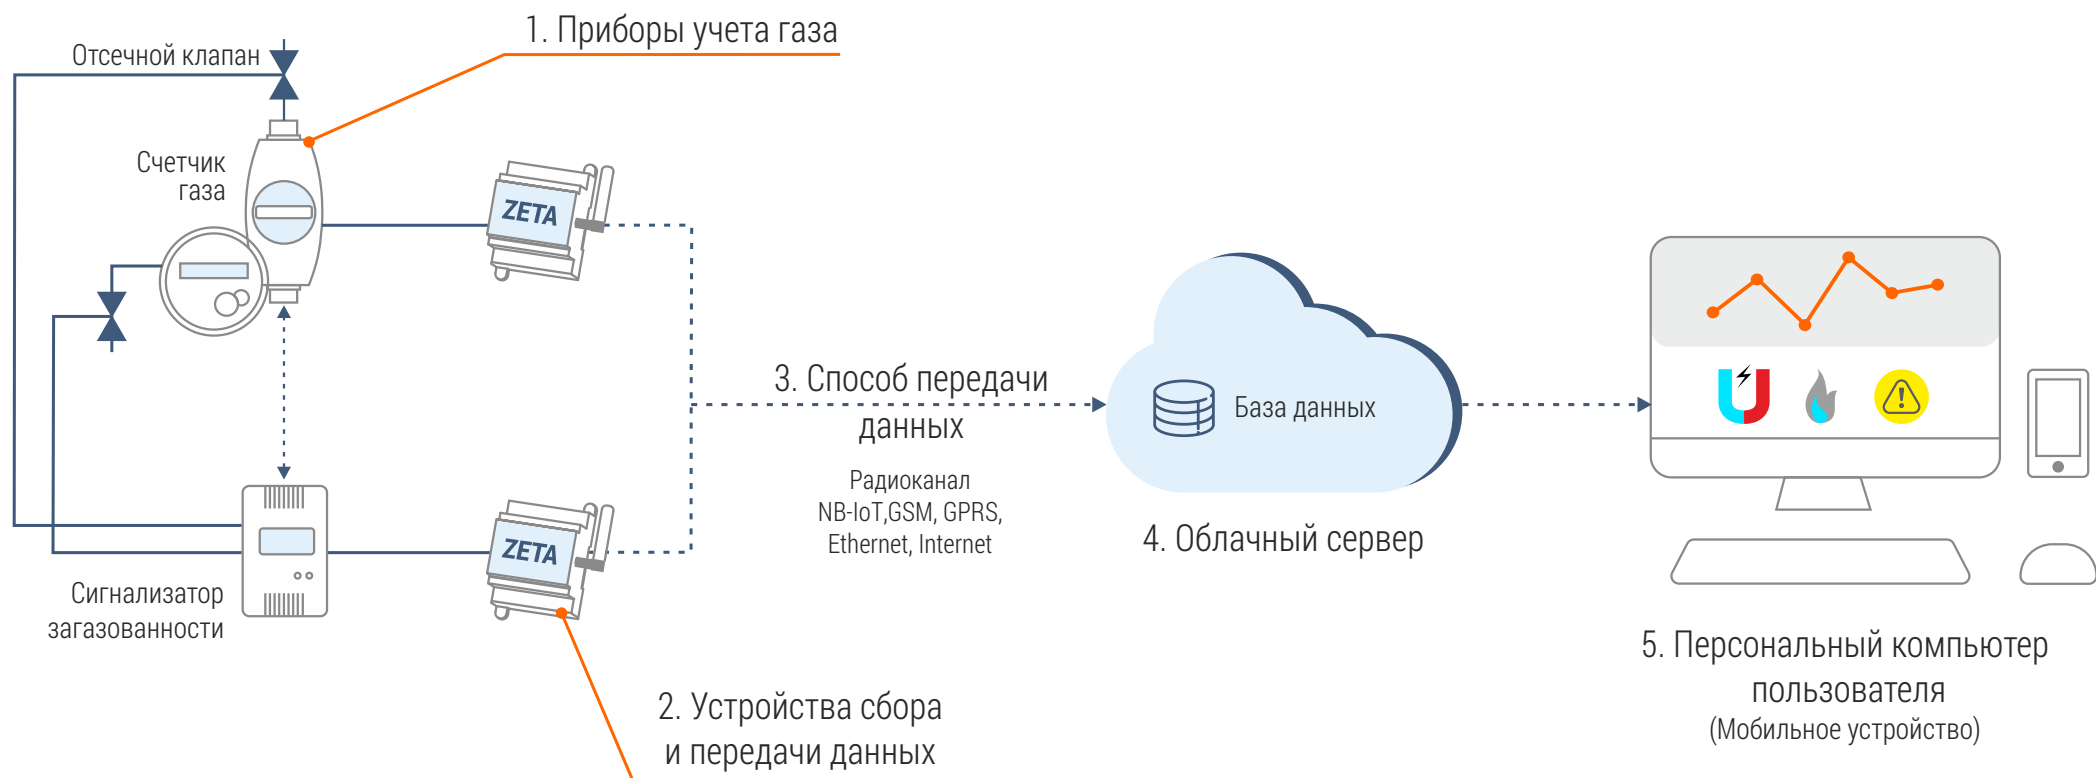 1. Приборы учета газа
Отсечной клапан
Счетчик
газа
ZETA
3. Способ передачи
данных
Радиоканал
NB-IoT,GSM, GPRS,
Ethernet, Internet
База данных
4. Облачный сервер
ZETA
Сигнализатор
загазованности
2. Устройства сбора
и передачи данных
5. Персональный компьютер
пользователя
(Мобильное устройство)